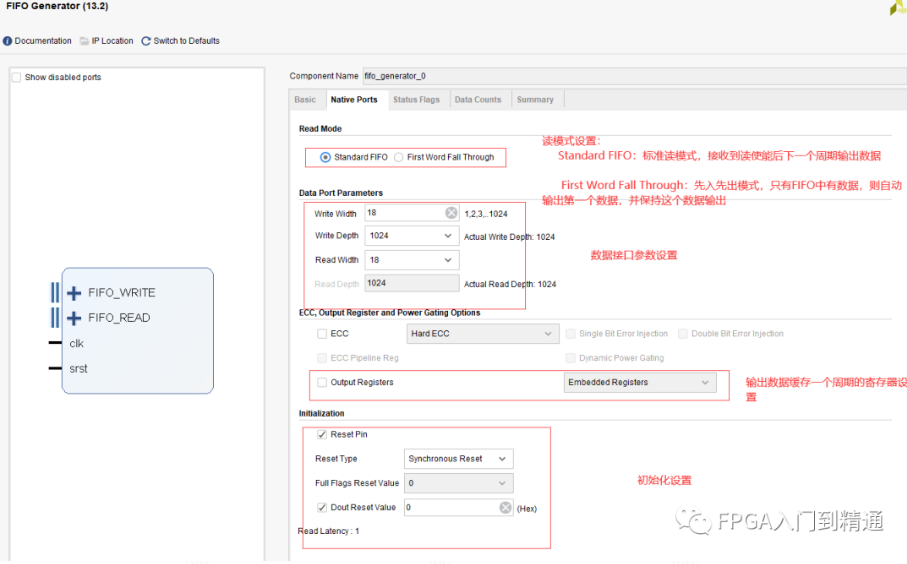 FIFO Generator (13.2)
Documentation IP Location Switch to Defaults
Show disabled ports
FIFO_WRITE
FIFO_READ
clk
srst
Component Name fifo_generator_0
Basic Native Ports Status Flags Data Counts Summary
Read Mode
Standard FIFO First Word Fall Through
读模式设置:
Standard FIFO：标准读模式，接收到读使能后下一个周期输出数据
First Word Fall Through：先入先出模式，只有FIFO中有数据，则自动
输出第一个数据，并保持这个数据输出
Data Port Parameters
Write Width 18 1,2,3,..1024
Write Depth 1024 Actual Write Depth: 1024
Read Width 18
数据接口参数设置
Read Depth 1024 Actual Read Depth: 1024
ECC, Output Register and Power Gating Options
ECC Hard ECC Single Bit Error Injection Double Bit Error Injection
ECC Pipeline Reg Dynamic Power Gating
Output Registers Embedded Registers
输出数据缓存一个周期的寄存器设
置
Initialization
Reset Pin
Reset Type Synchronous Reset
Full Flags Reset Value 0
初始化设置
Dout Reset Value 0 (Hex)
Read Latency : 1
FPGA入门到精通